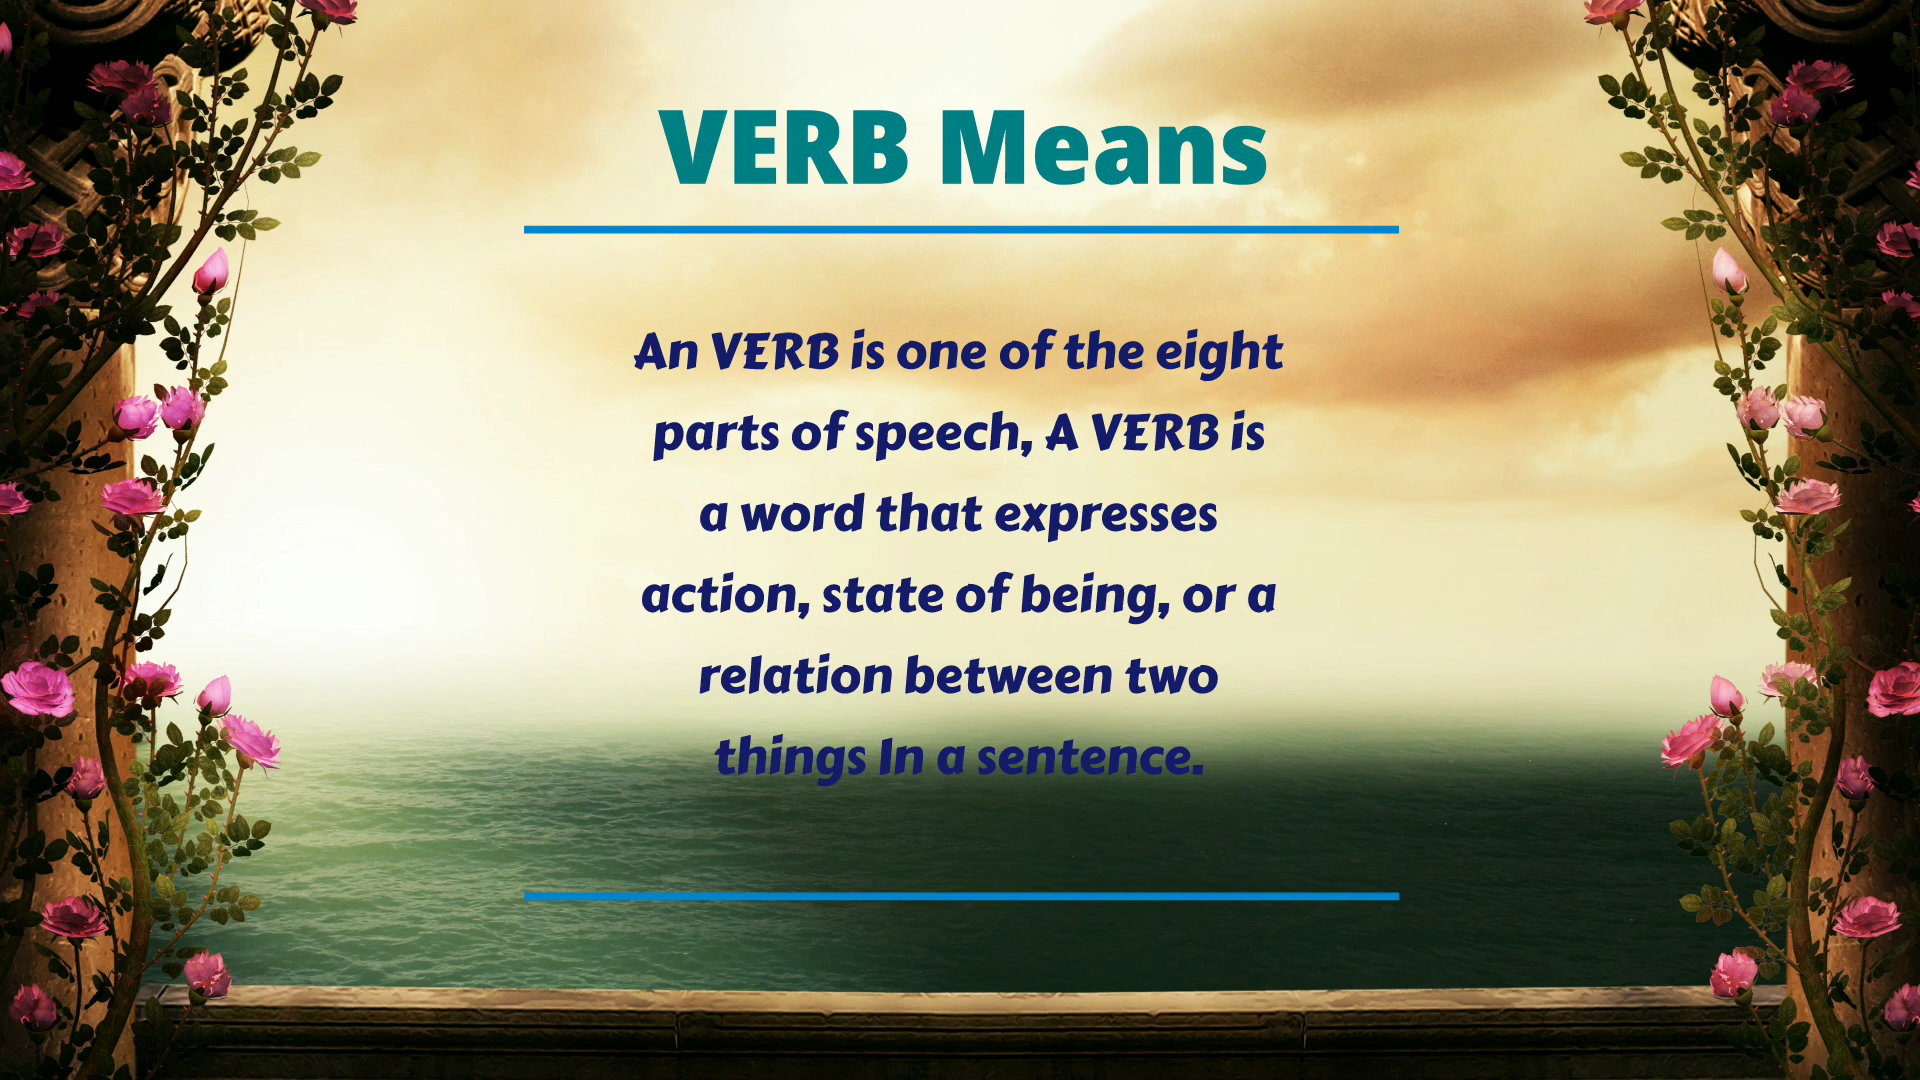 VERB Means
An VERB is one of the eight
parts of speech, A VERB is
a word that expresses
action, state of being, or a
relation between two
things In a sentence.